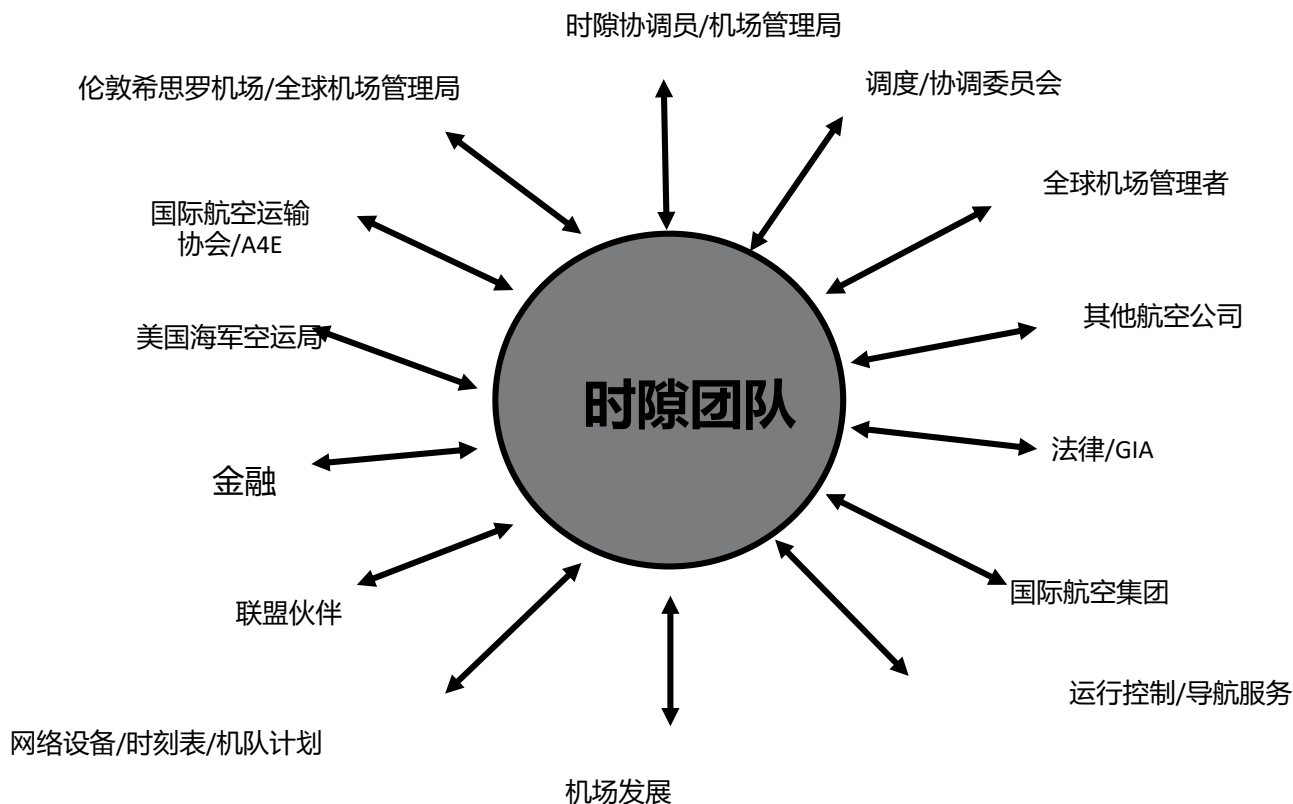 时隙协调员/机场管理局
调度/协调委员会
伦敦希思罗机场/全球机场管理局
全球机场管理者
国际航空运输
协会/A4E
其他航空公司
美国海军空运局
时隙团队
法律/GIA
金融
国际航空集团
联盟伙伴
运行控制/导航服务
网络设备/时刻表/机队计划
机场发展